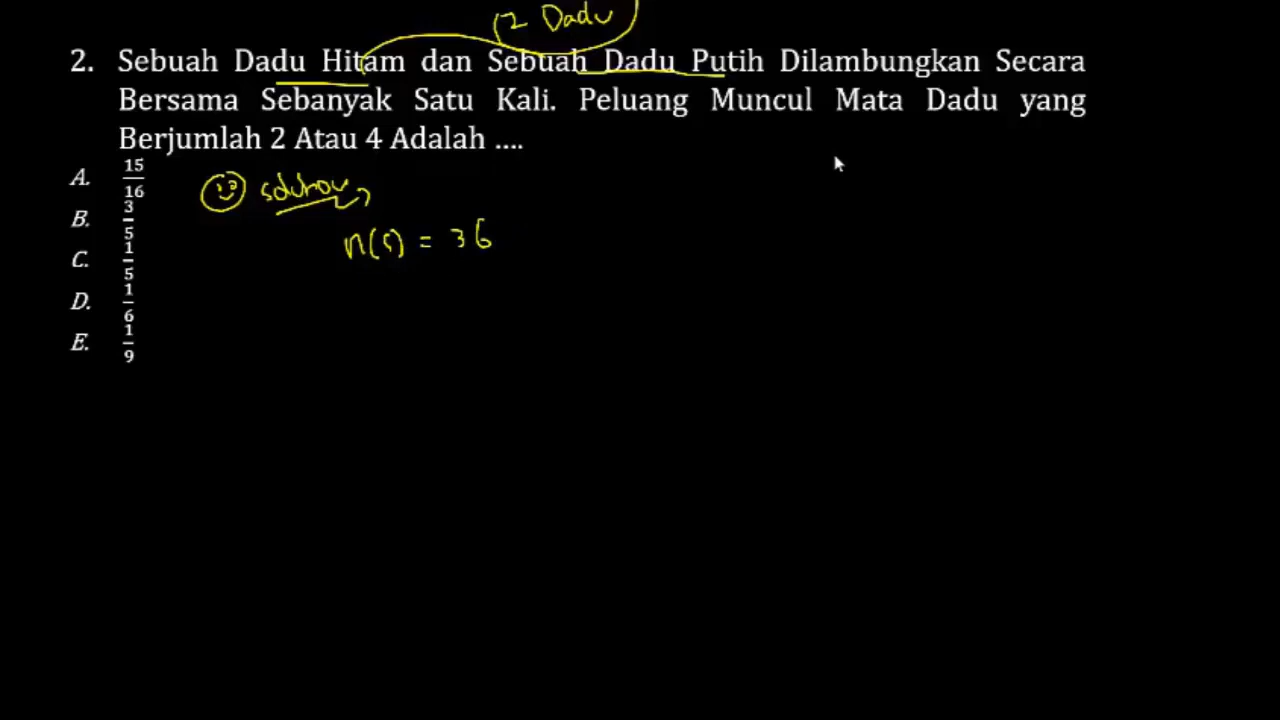 (2 Dadu)
2. Sebuah Dadu Hitam dan Sebuah Dadu Putih Dilambungkan Secara
Bersama Sebanyak Satu Kali. Peluang Muncul Mata Dadu yang
Berjumlah 2 Atau 4 Adalah ....
A. 15/16
B. 3/5
C. 1/5
D. 1/6
E. 1/9
n(s) = 36